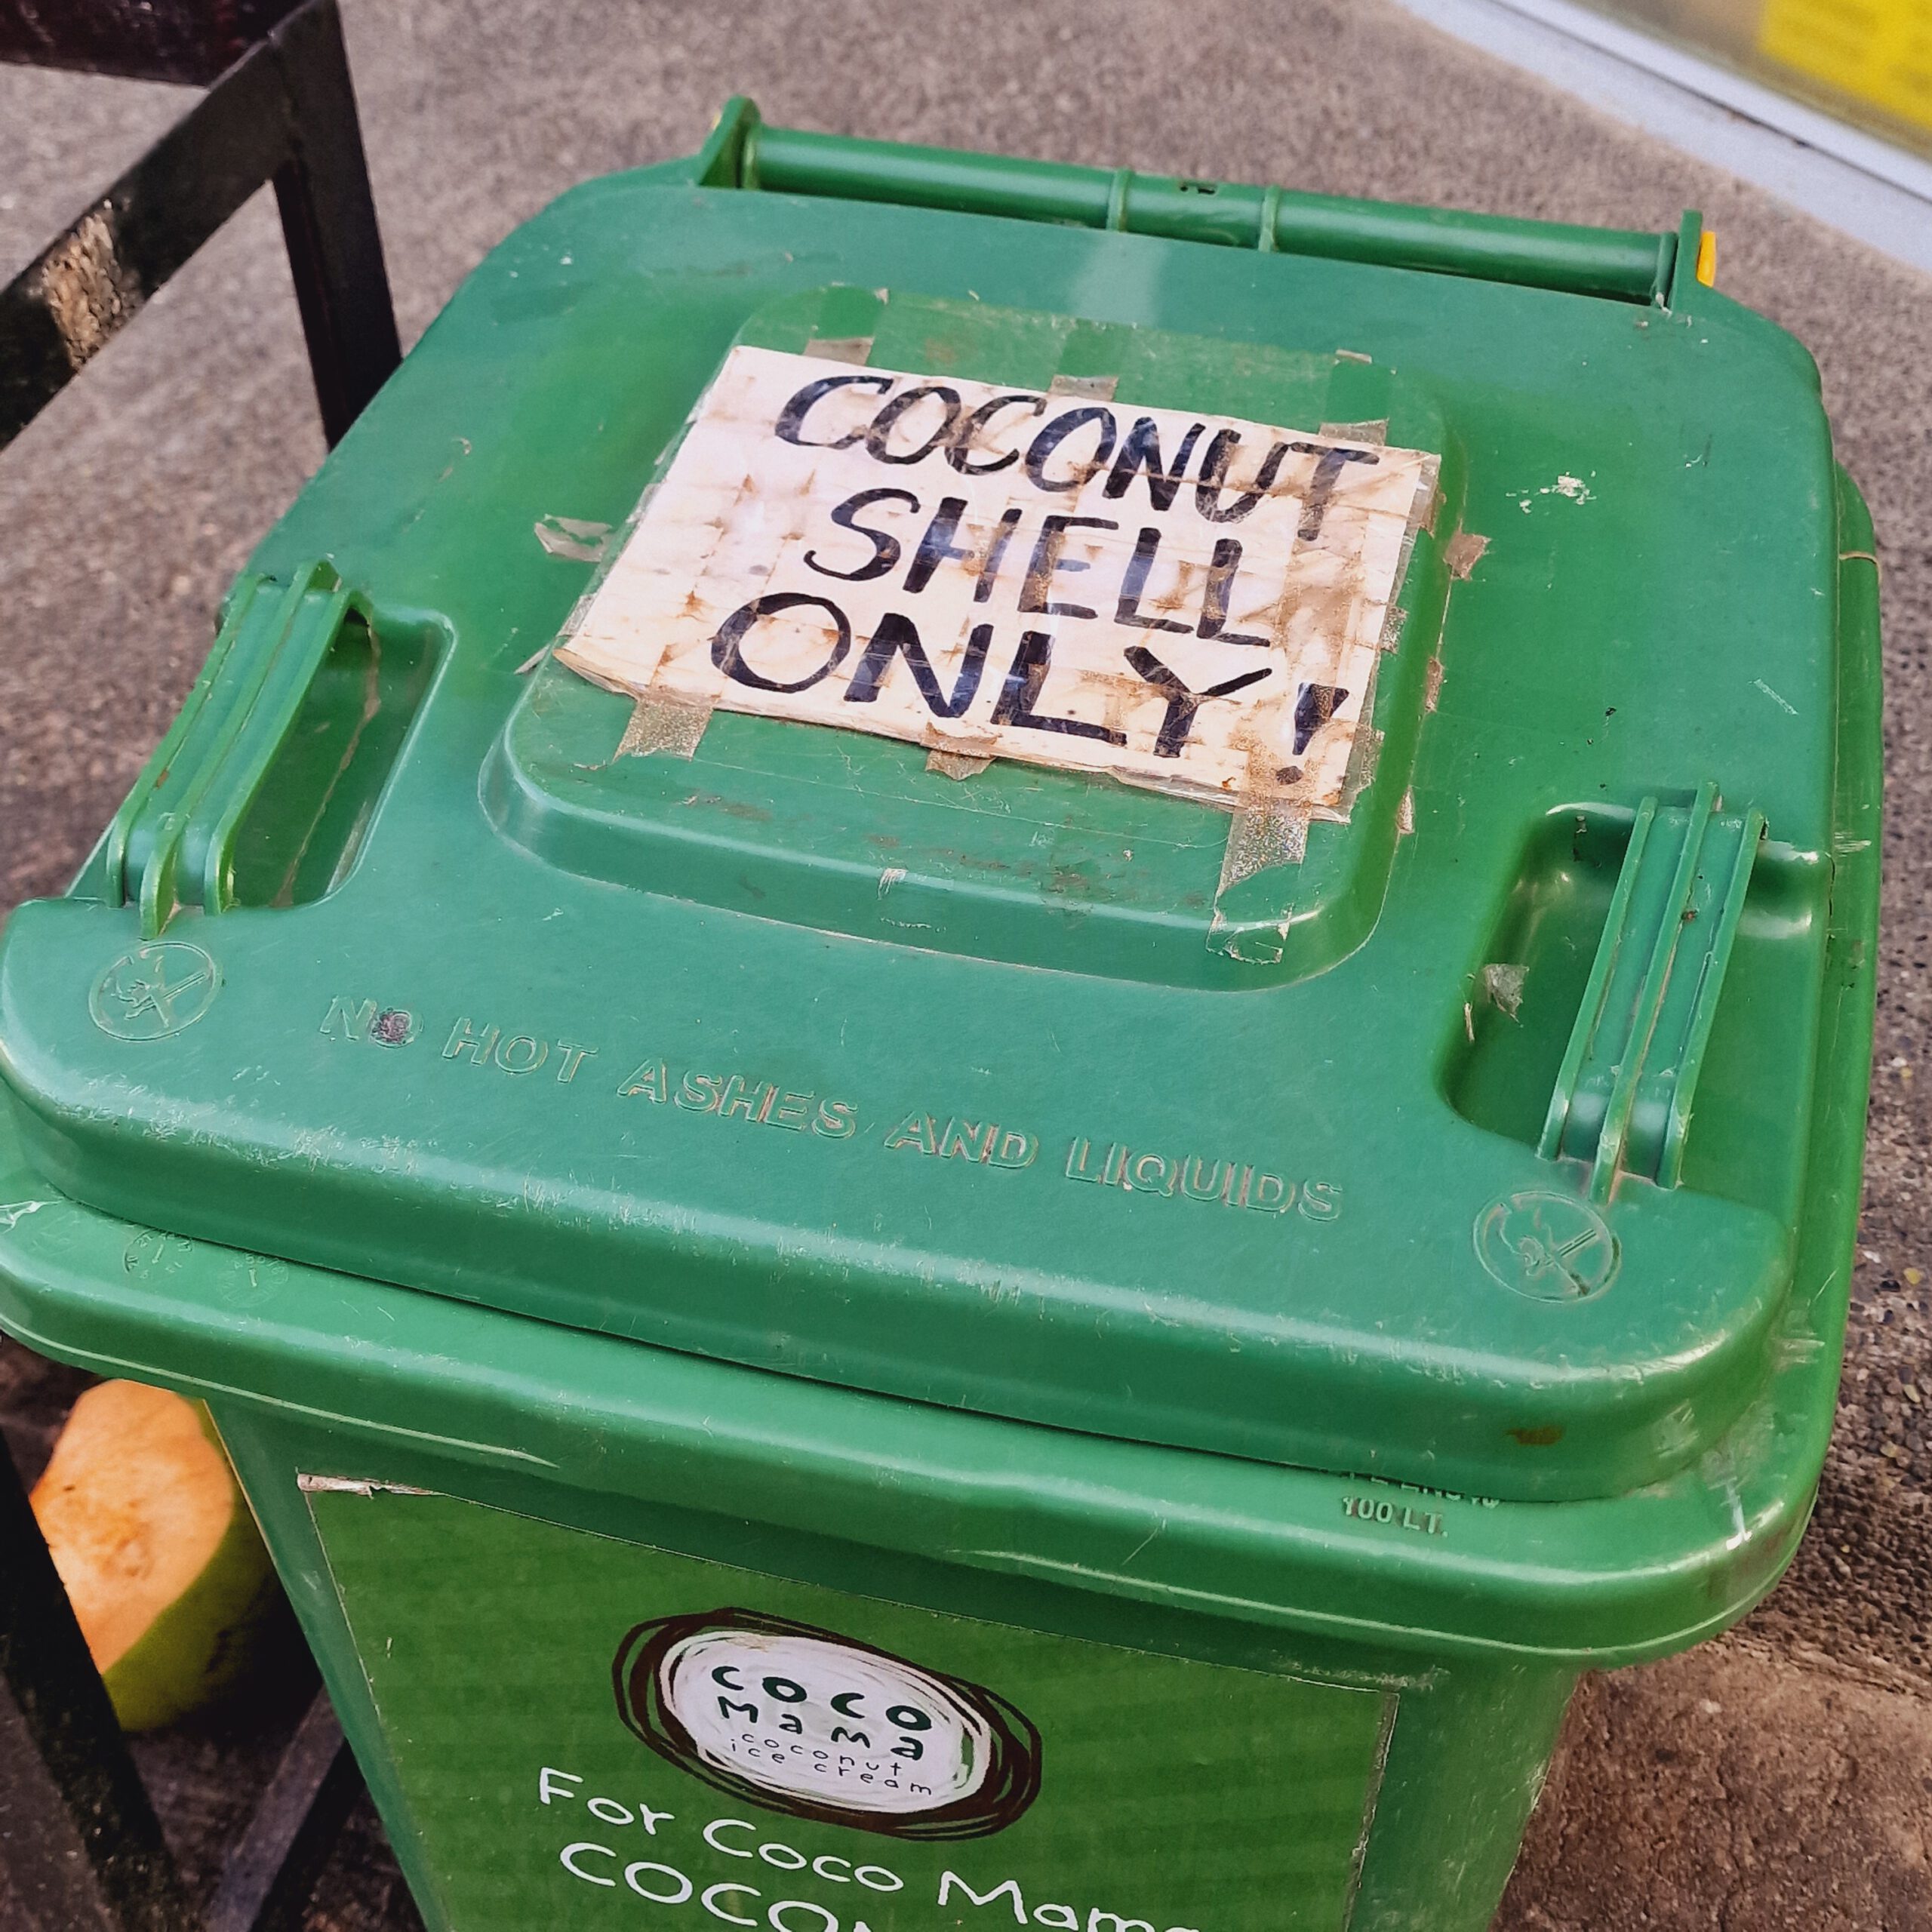 COCONUT
SHELL
ONLY!
NO HOT ASHES AND LIQUIDS
100 LT.
COCO
Mama
coconut
ice cream
For Coco Mama